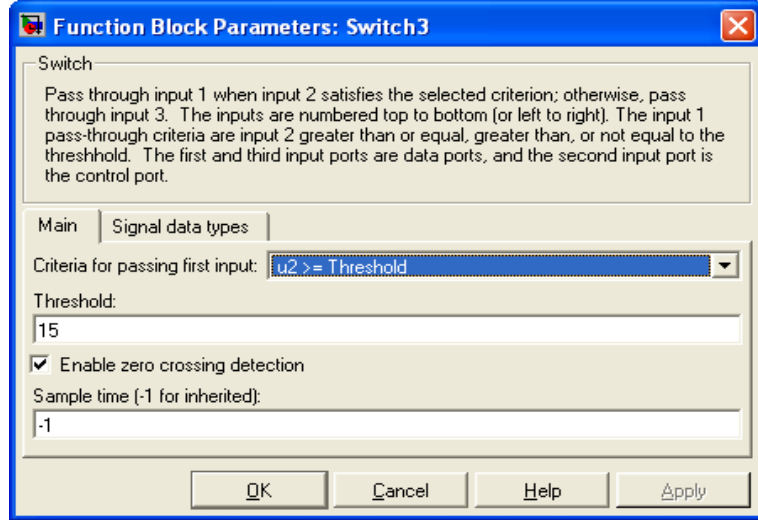 Function Block Parameters: Switch3
Switch
Pass through input 1 when input 2 satisfies the selected criterion; otherwise, pass
through input 3.  The inputs are numbered top to bottom (or left to right). The input 1
pass-through criteria are input 2 greater than or equal, greater than, or not equal to the
threshhold.  The first and third input ports are data ports, and the second input port is
the control port.
Main Signal data types
Criteria for passing first input: u2 >= Threshold
Threshold:
15
Enable zero crossing detection
Sample time (-1 for inherited):
-1
OK Cancel Help Apply